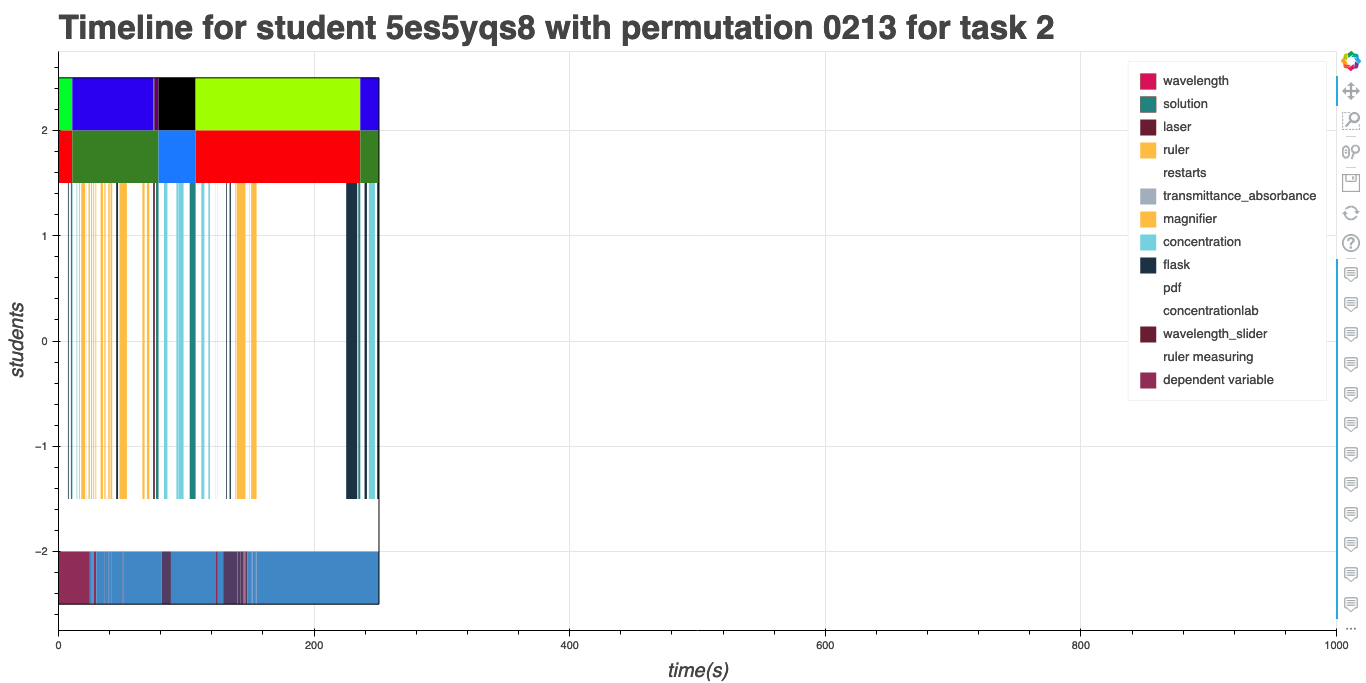 Timeline for student 5es5yqs8 with permutation 0213 for task 2
wavelength
solution
laser
ruler
restarts
transmittance_absorbance
magnifier
concentration
flask
pdf
concentrationlab
wavelength_slider
ruler measuring
dependent variable
students
2
1
0
−1
−2
0 200 400 600 800 1000
time(s)